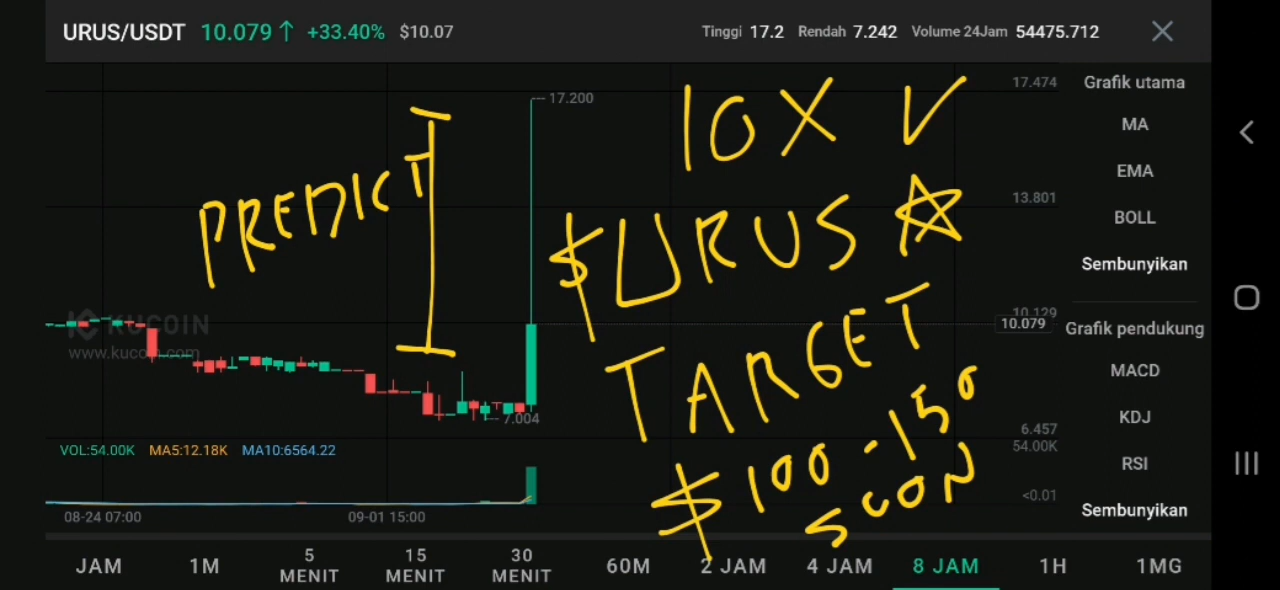 URUS/USDT 10.079 ↑ +33.40% $10.07 Tinggi 17.2 Rendah 7.242 Volume 24Jam 54475.712
17.474 Grafik utama
17.200
10X
MA
PREDICT
EMA
13.801
$URUS
BOLL
Sembunyikan
KUCOIN
10.129
10.079
Grafik pendukung
www.kucoin.com
TARGET
MACD
7.004
KDJ
6.457
VOL:54.00K MA5:12.18K MA10:6564.22
54.00K
$100-150
RSI
SOON
<0.01
Sembunyikan
08-24 07:00 09-01 15:00
JAM 1M 5 MENIT 15 MENIT 30 MENIT 60M 2 JAM 4 JAM 8 JAM 1H 1MG